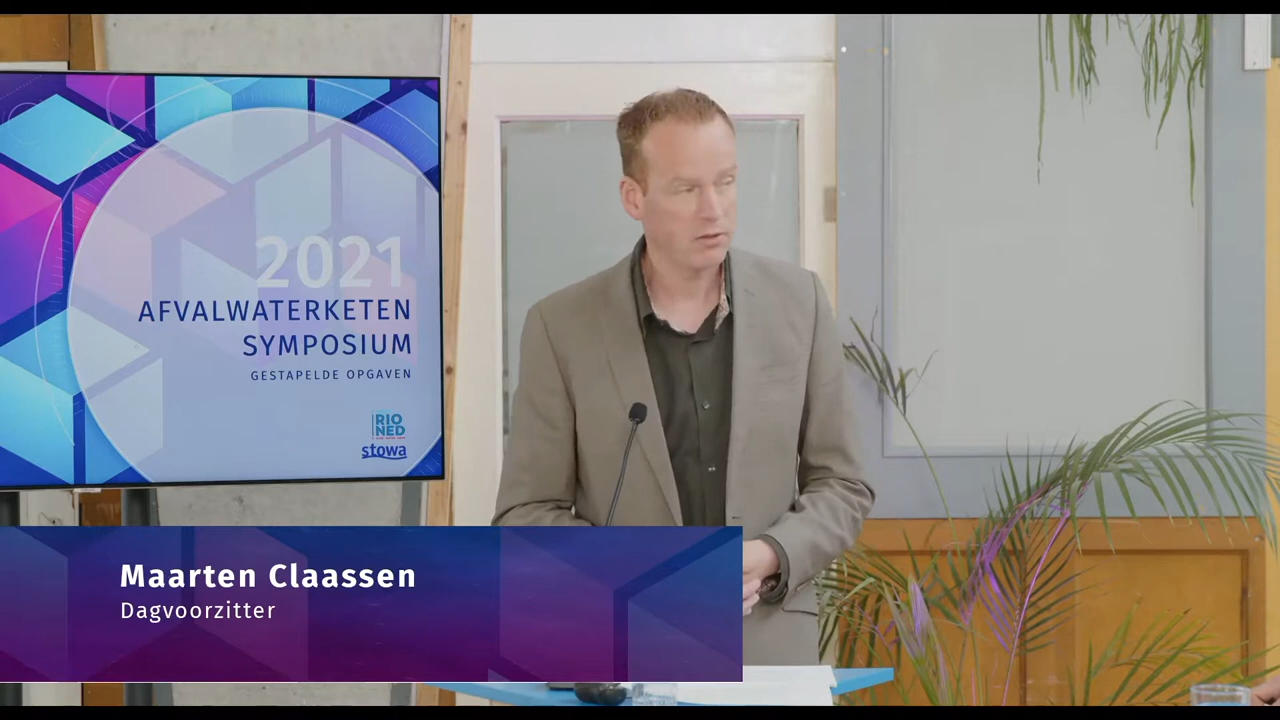 2021
AFVALWATERKETEN
SYMPOSIUM
GESTAPELDE OPGAVEN
RIO
NED
stowa
Maarten Claassen
Dagvoorzitter